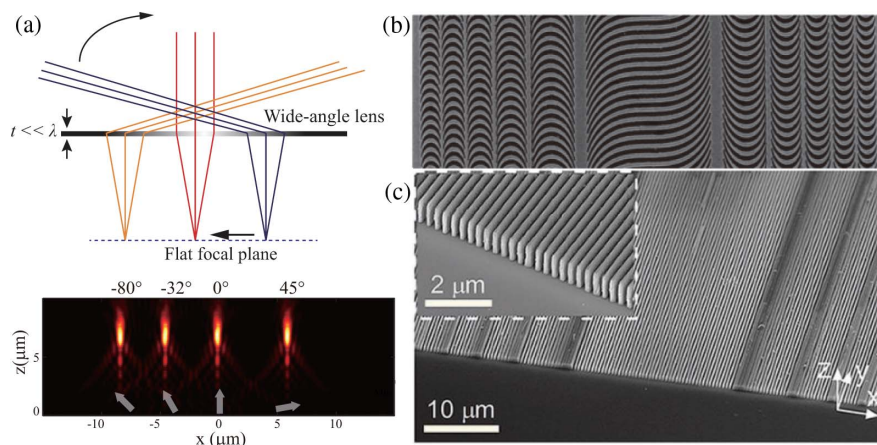 (a)
Wide-angle lens
t << λ
Flat focal plane
-80° -32° 0° 45°
z(µm)
5
0
-10 -5 0 5 10
x (µm)
(b)
(c)
2 µm
10 µm
z y
x